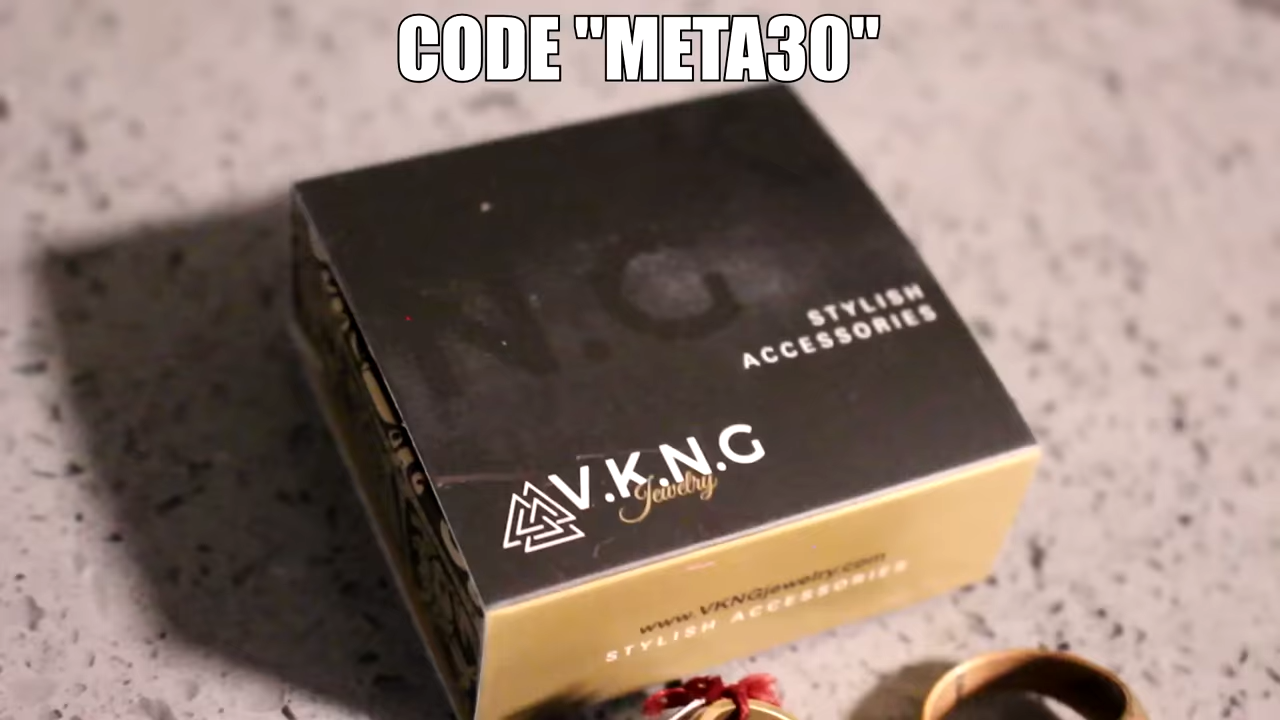 CODE "META30"
N.G
STYLISH
ACCESSORIES
V.K.N.G
Jewelry
www.VKNGjewelry.com
STYLISH ACCESSORIES